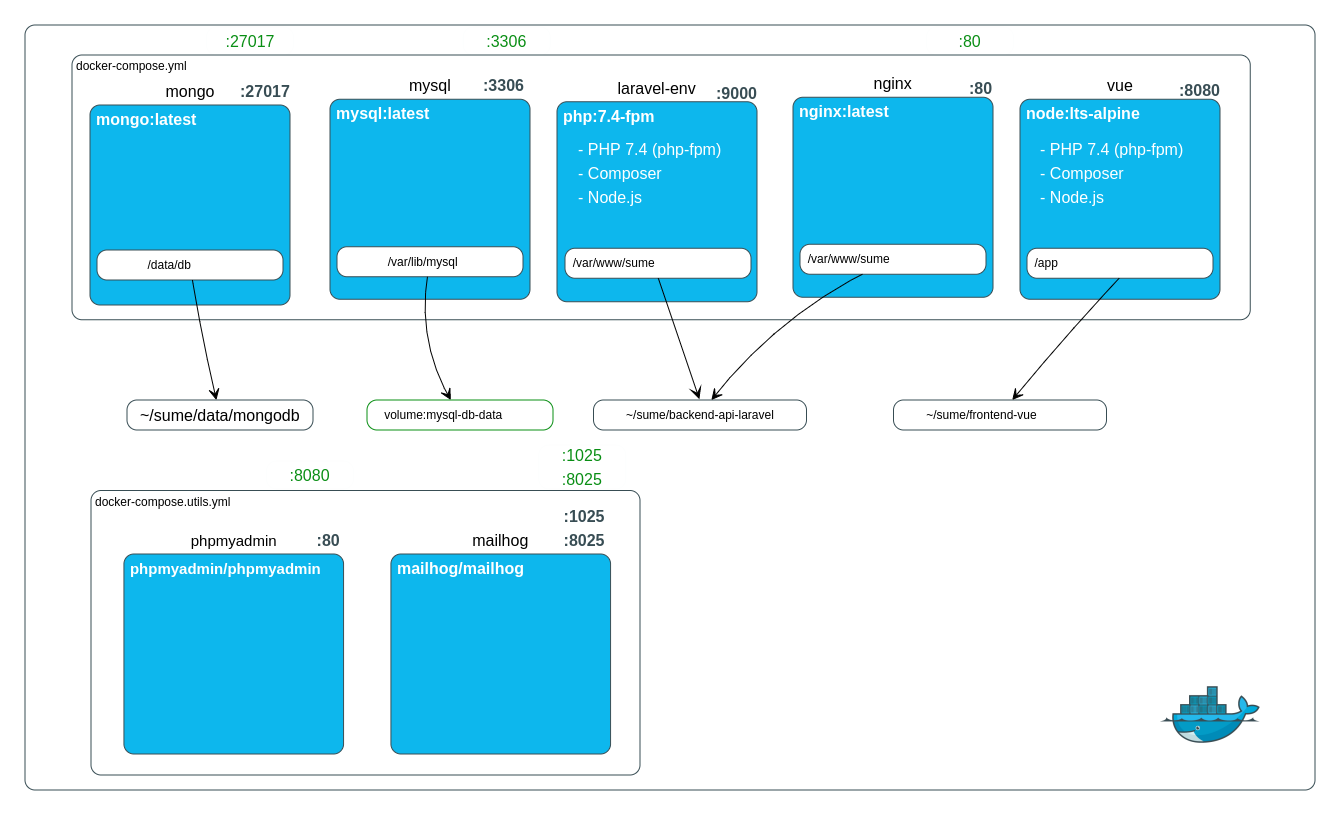 :27017
:3306
:80
docker-compose.yml
mongo :27017
mysql :3306
laravel-env :9000
nginx :80
vue :8080
mongo:latest
mysql:latest
php:7.4-fpm
nginx:latest
node:lts-alpine
- PHP 7.4 (php-fpm)
- Composer
- Node.js
- PHP 7.4 (php-fpm)
- Composer
- Node.js
/data/db
/var/lib/mysql
/var/www/sume
/var/www/sume
/app
~/sume/data/mongodb
volume:mysql-db-data
~/sume/backend-api-laravel
~/sume/frontend-vue
:8080
:1025
:8025
docker-compose.utils.yml
phpmyadmin :80
:1025
mailhog :8025
phpmyadmin/phpmyadmin
mailhog/mailhog